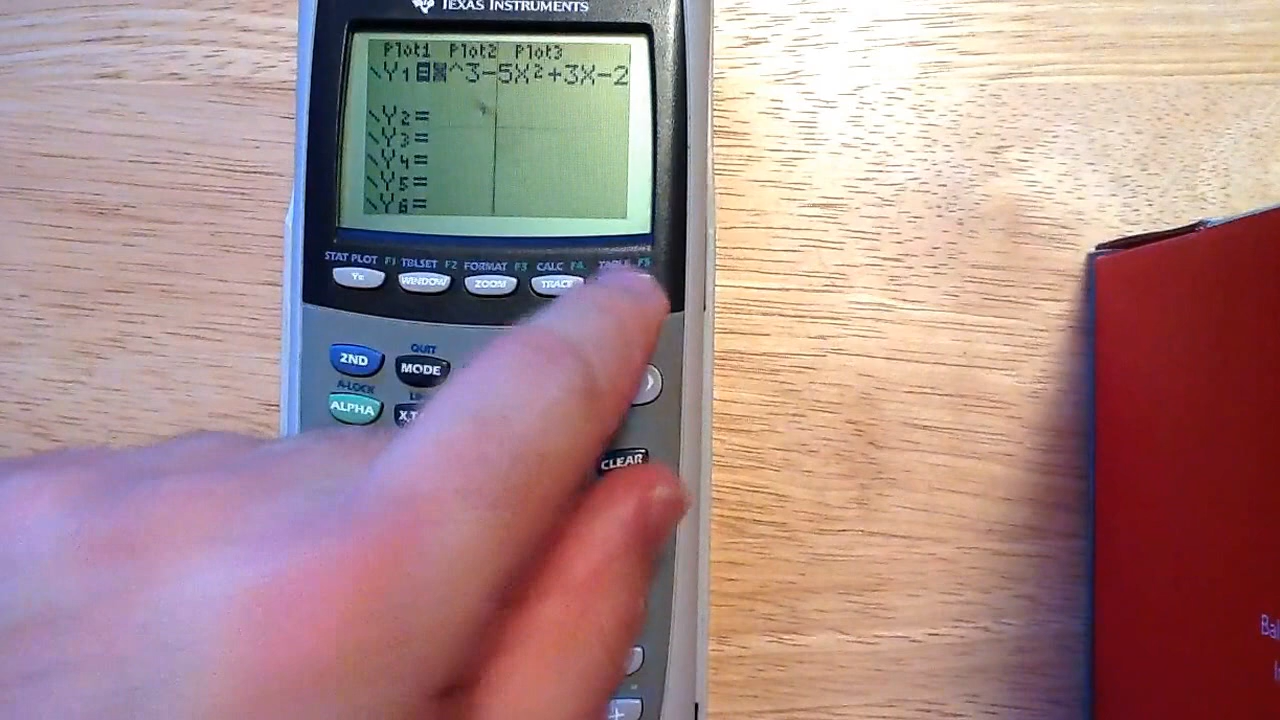 TEXAS INSTRUMENTS
Plot1 Plot2 Plot3
\Y1=X^3-5X²+3X-2
\Y2=
\Y3=
\Y4=
\Y5=
\Y6=
STAT PLOT F1 TBLSET F2 FORMAT F3 CALC F4 TABLE F5
Y= WINDOW ZOOM TRACE
QUIT
2ND MODE
A-LOCK
ALPHA X,T
CLEAR
+